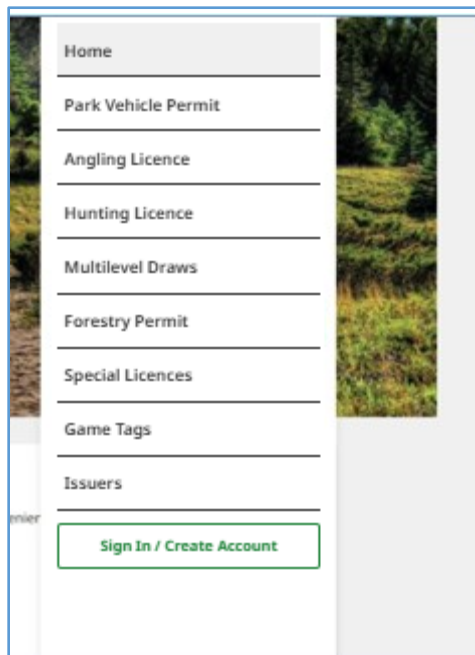 Home
Park Vehicle Permit
Angling Licence
Hunting Licence
Multilevel Draws
Forestry Permit
Special Licences
Game Tags
Issuers
Sign In / Create Account